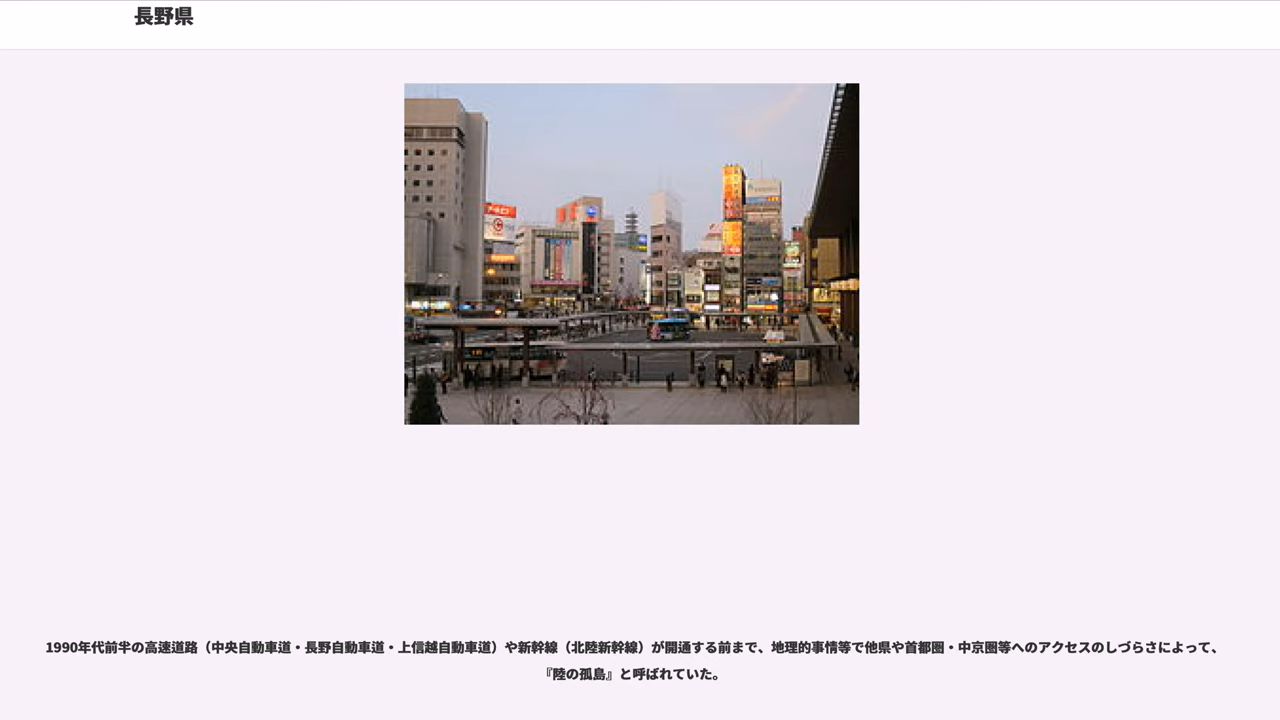 長野県
1990年代前半の高速道路（中央自動車道・長野自動車道・上信越自動車道）や新幹線（北陸新幹線）が開通する前まで、地理的事情等で他県や首都圏・中京圏等へのアクセスのしづらさによって、
『陸の孤島』と呼ばれていた。